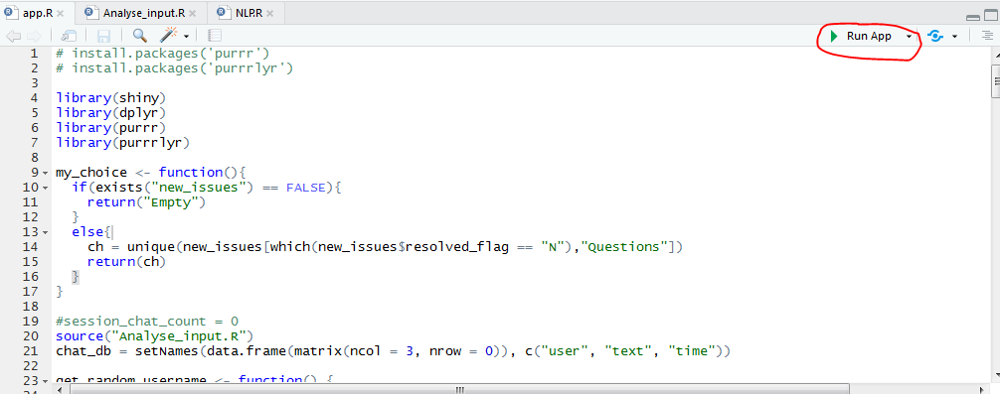 app.R Analyse_input.R NLP.R
Run App
1 # install.packages('purrr')
2 # install.packages('purrrlyr')
3
4 library(shiny)
5 library(dplyr)
6 library(purrr)
7 library(purrrlyr)
8
9 my_choice <- function(){
10 if(exists("new_issues") == FALSE){
11 return("Empty")
12 }
13 else{
14 ch = unique(new_issues[which(new_issues$resolved_flag == "N"),"Questions"])
15 return(ch)
16 }
17 }
18
19 #session_chat_count = 0
20 source("Analyse_input.R")
21 chat_db = setNames(data.frame(matrix(ncol = 3, nrow = 0)), c("user", "text", "time"))
22
23 get_random_username <- function() {